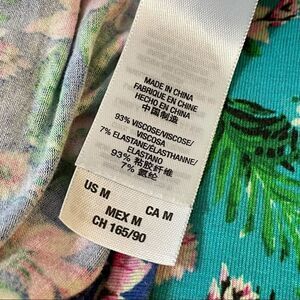 MADE IN CHINA
FABRIQUE EN CHINE
HECHO EN CHINA
中国制造
93% VISCOSE/VISCOSE/
VISCOSA
7% ELASTANE/ELASTHANNE/
ELASTANO
93% 粘胶纤维
7% 氨纶
US M CA M
MEX M
CH 165/90